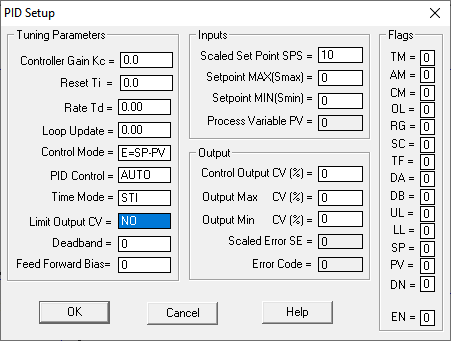 PID Setup
Tuning Parameters
Controller Gain Kc = 0.0
Reset Ti = 0.0
Rate Td = 0.00
Loop Update = 0.00
Control Mode = E=SP-PV
PID Control = AUTO
Time Mode = STI
Limit Output CV = NO
Deadband = 0
Feed Forward Bias= 0
Inputs
Scaled Set Point SPS = 10
Setpoint MAX(Smax) = 0
Setpoint MIN(Smin) = 0
Process Variable PV = 0
Output
Control Output CV (%) = 0
Output Max CV (%) = 0
Output Min CV (%) = 0
Scaled Error SE = 0
Error Code = 0
Flags
TM = 0
AM = 0
CM = 0
OL = 0
RG = 0
SC = 0
TF = 0
DA = 0
DB = 0
UL = 0
LL = 0
SP = 0
PV = 0
DN = 0
EN = 0
OK
Cancel
Help